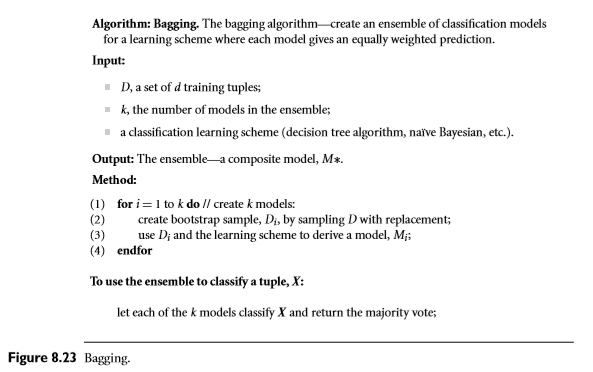 Algorithm: Bagging. The bagging algorithm—create an ensemble of classification models
for a learning scheme where each model gives an equally weighted prediction.
Input:
D, a set of d training tuples;
k, the number of models in the ensemble;
a classification learning scheme (decision tree algorithm, naïve Bayesian, etc.).
Output: The ensemble—a composite model, M*.
Method:
(1) for i = 1 to k do // create k models:
(2) create bootstrap sample, Di, by sampling D with replacement;
(3) use Di and the learning scheme to derive a model, Mi;
(4) endfor
To use the ensemble to classify a tuple, X:
let each of the k models classify X and return the majority vote;
Figure 8.23 Bagging.